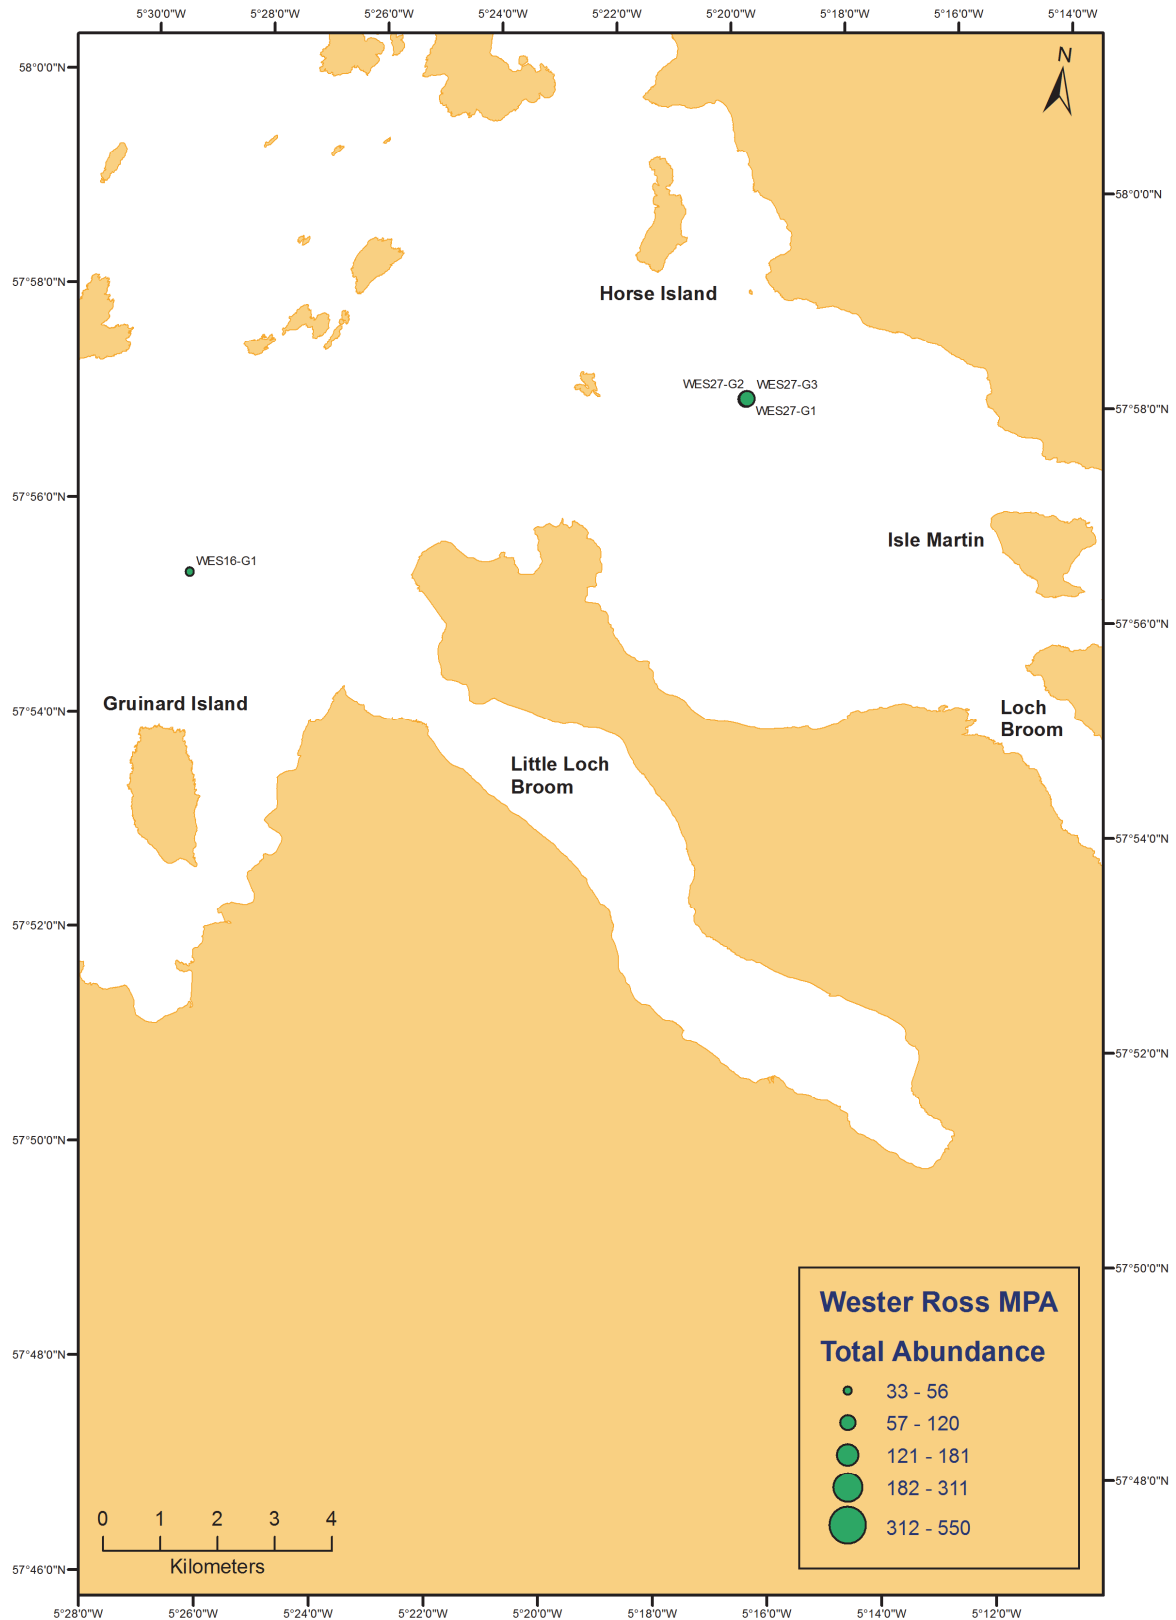 5°30'0"W 5°28'0"W 5°26'0"W 5°24'0"W 5°22'0"W 5°20'0"W 5°18'0"W 5°16'0"W 5°14'0"W
N
58°0'0"N
58°0'0"N
57°58'0"N
Horse Island
WES27-G2 WES27-G3
57°58'0"N
WES27-G1
57°56'0"N
Isle Martin
WES16-G1
57°56'0"N
Gruinard Island
57°54'0"N
Loch
Broom
Little Loch
Broom
57°54'0"N
57°52'0"N
57°52'0"N
57°50'0"N
57°50'0"N
Wester Ross MPA
Total Abundance
57°48'0"N
33 - 56
57 - 120
121 - 181
57°48'0"N
182 - 311
312 - 550
0 1 2 3 4
Kilometers
57°46'0"N
5°28'0"W 5°26'0"W 5°24'0"W 5°22'0"W 5°20'0"W 5°18'0"W 5°16'0"W 5°14'0"W 5°12'0"W